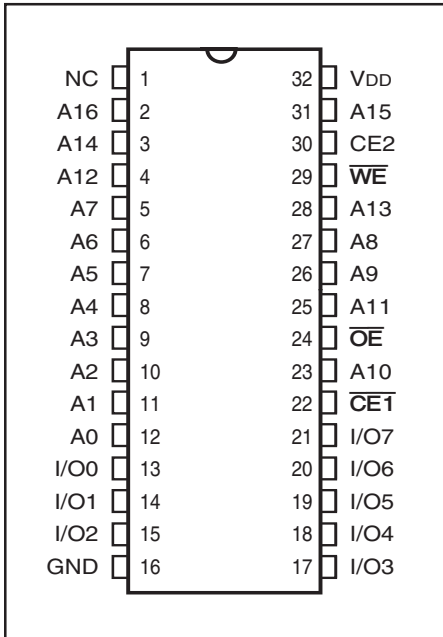 NC 1 32 VDD
A16 2 31 A15
A14 3 30 CE2
A12 4 29 W̅E̅
A7 5 28 A13
A6 6 27 A8
A5 7 26 A9
A4 8 25 A11
A3 9 24 O̅E̅
A2 10 23 A10
A1 11 22 C̅E̅1̅
A0 12 21 I/O7
I/O0 13 20 I/O6
I/O1 14 19 I/O5
I/O2 15 18 I/O4
GND 16 17 I/O3